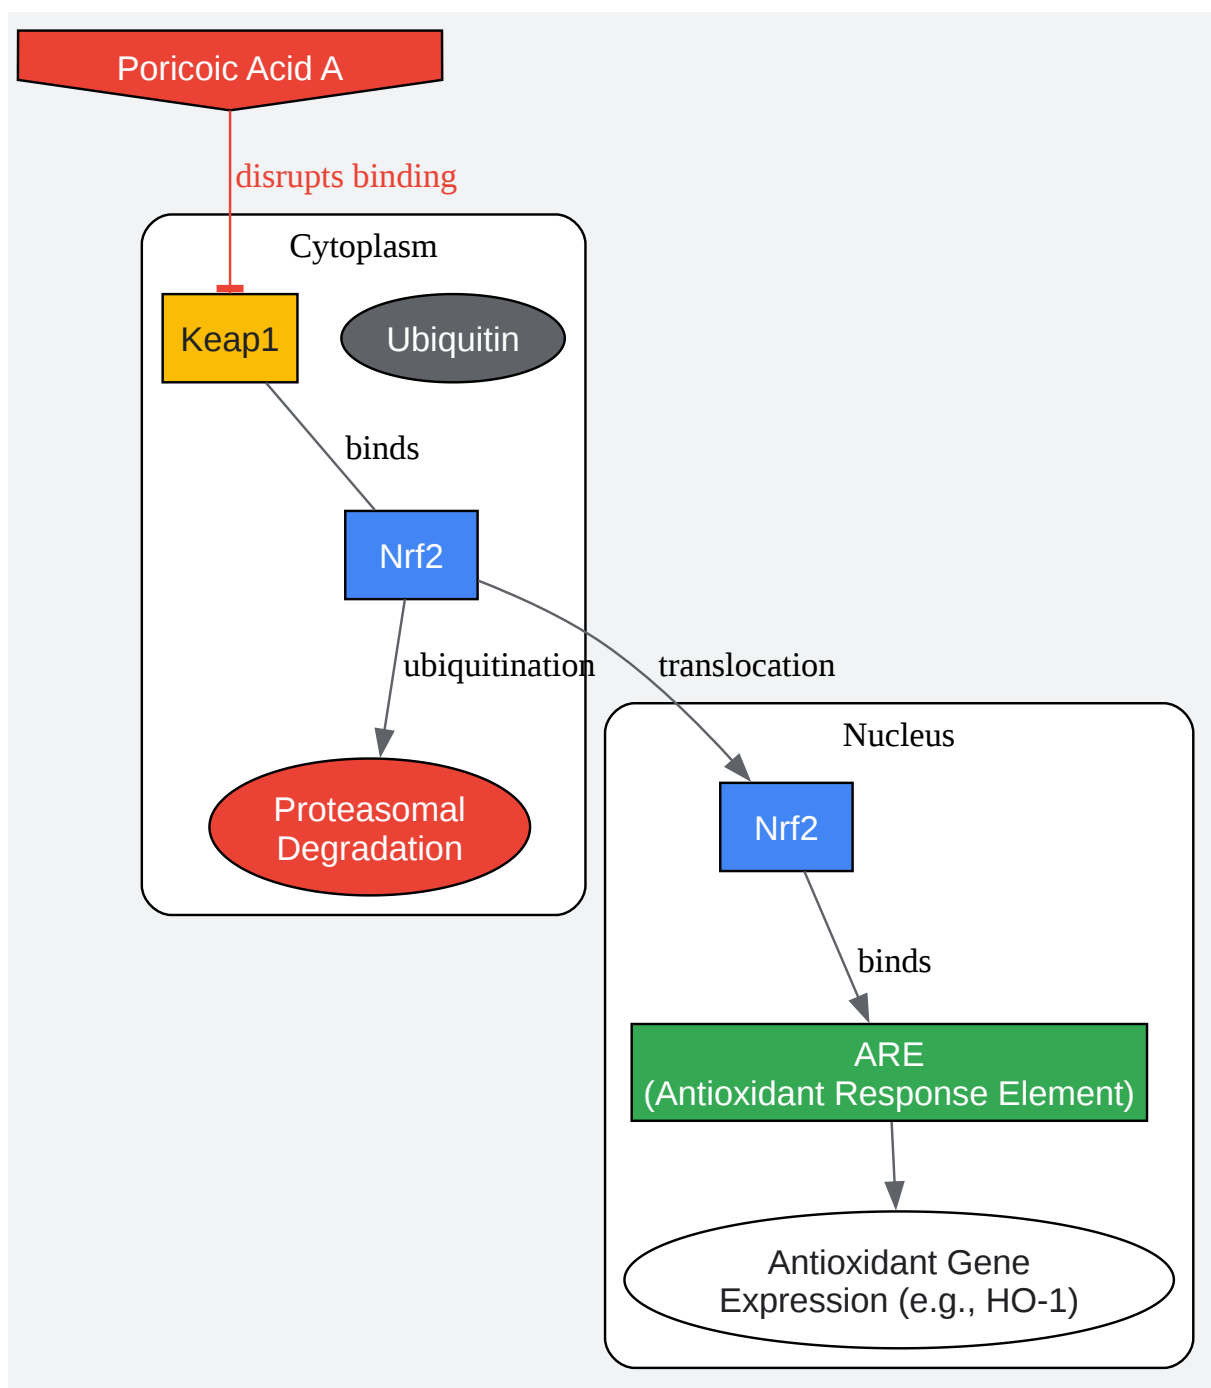 Poricoic Acid A
disrupts binding
Cytoplasm
Keap1
Ubiquitin
binds
Nrf2
ubiquitination
translocation
Nucleus
Proteasomal
Degradation
Nrf2
binds
ARE
(Antioxidant Response Element)
Antioxidant Gene
Expression (e.g., HO-1)